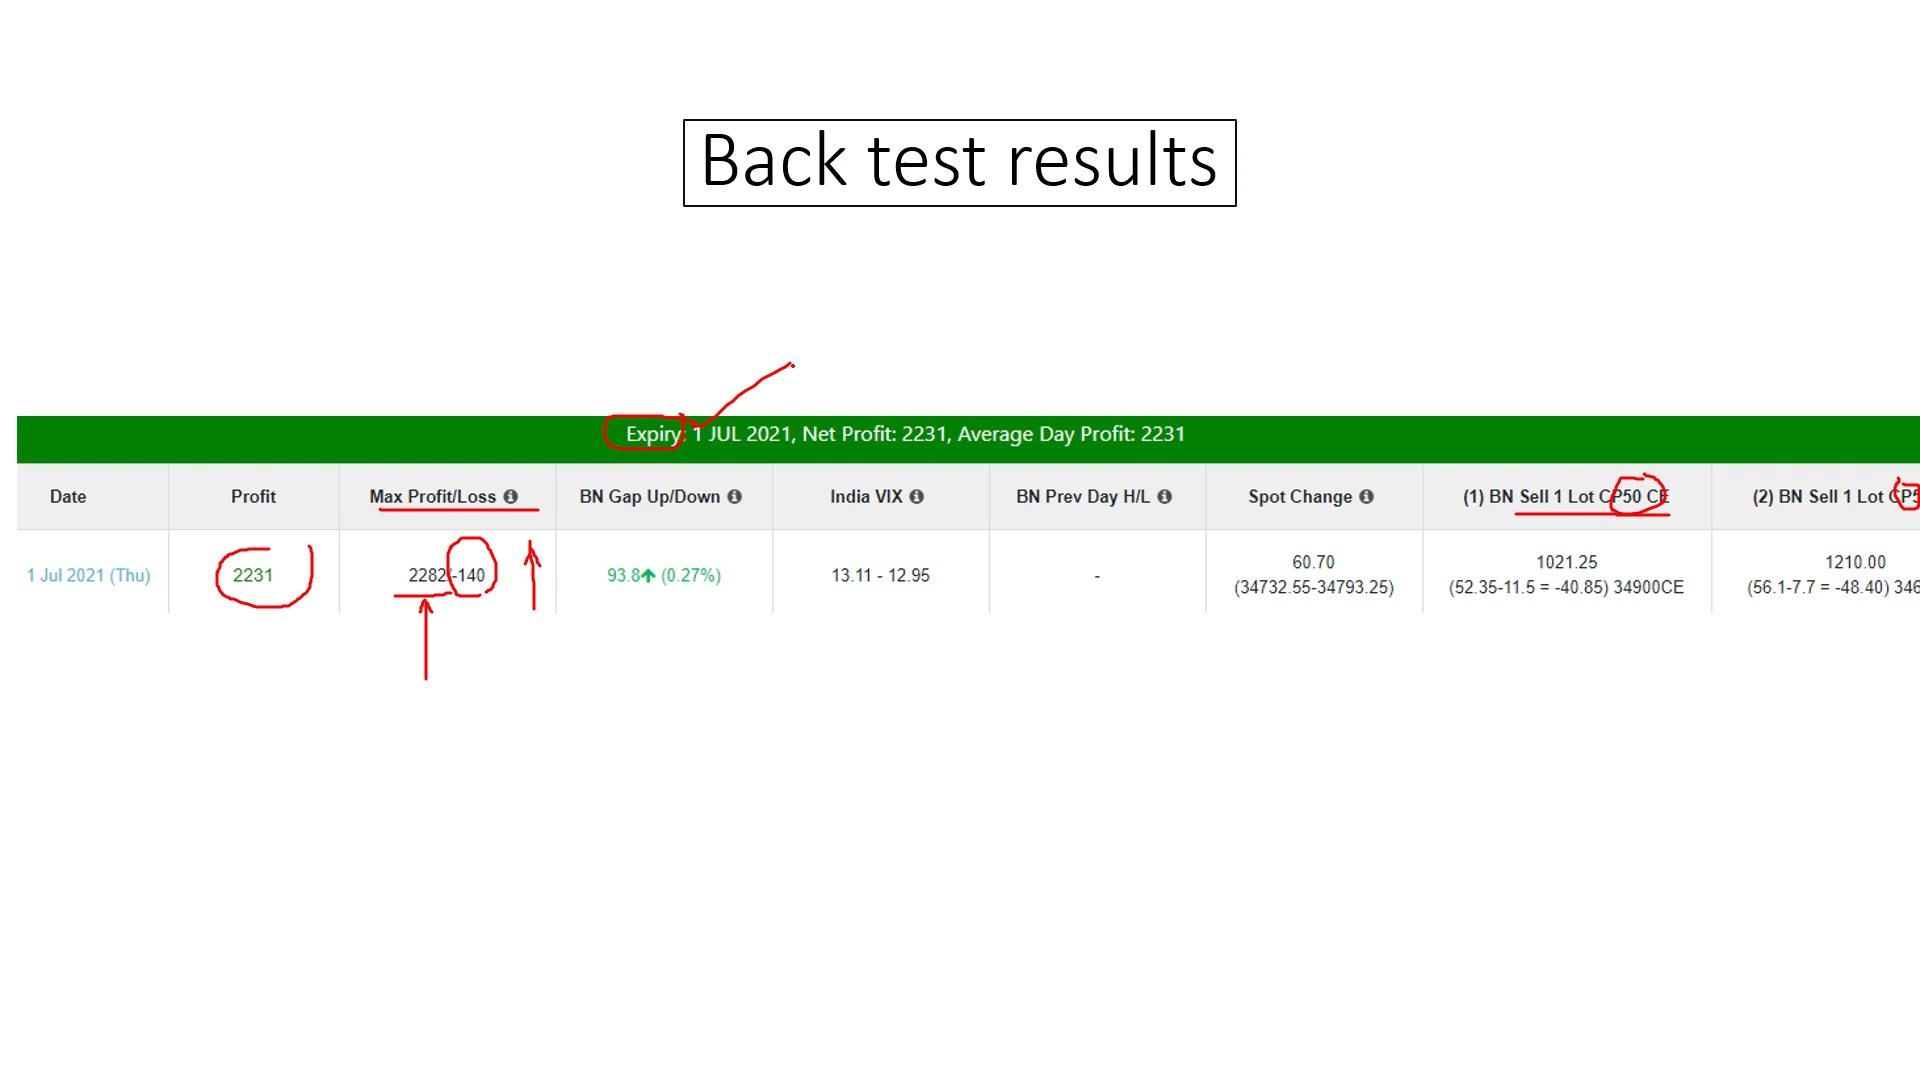 Back test results
Expiry: 1 JUL 2021, Net Profit: 2231, Average Day Profit: 2231
Date Profit Max Profit/Loss BN Gap Up/Down India VIX BN Prev Day H/L Spot Change (1) BN Sell 1 Lot CP50 CE (2) BN Sell 1 Lot CP5
1 Jul 2021 (Thu) 2231 2282/-140 93.8 (0.27%) 13.11 - 12.95 - 60.70 1021.25 1210.00
(34732.55-34793.25) (52.35-11.5 = -40.85) 34900CE (56.1-7.7 = -48.40) 346